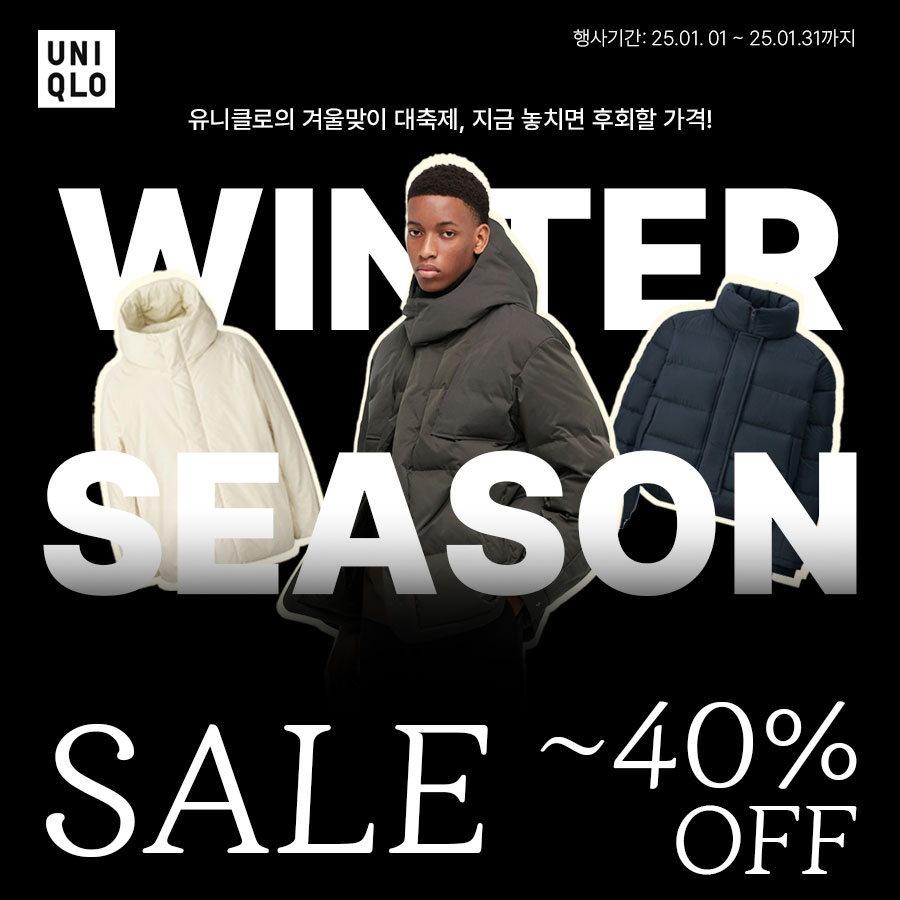 UNI
QLO
행사기간: 25.01. 01 ~ 25.01.31까지
유니클로의 겨울맞이 대축제, 지금 놓치면 후회할 가격!
WINTER
SEASON
SALE
~40%
OFF